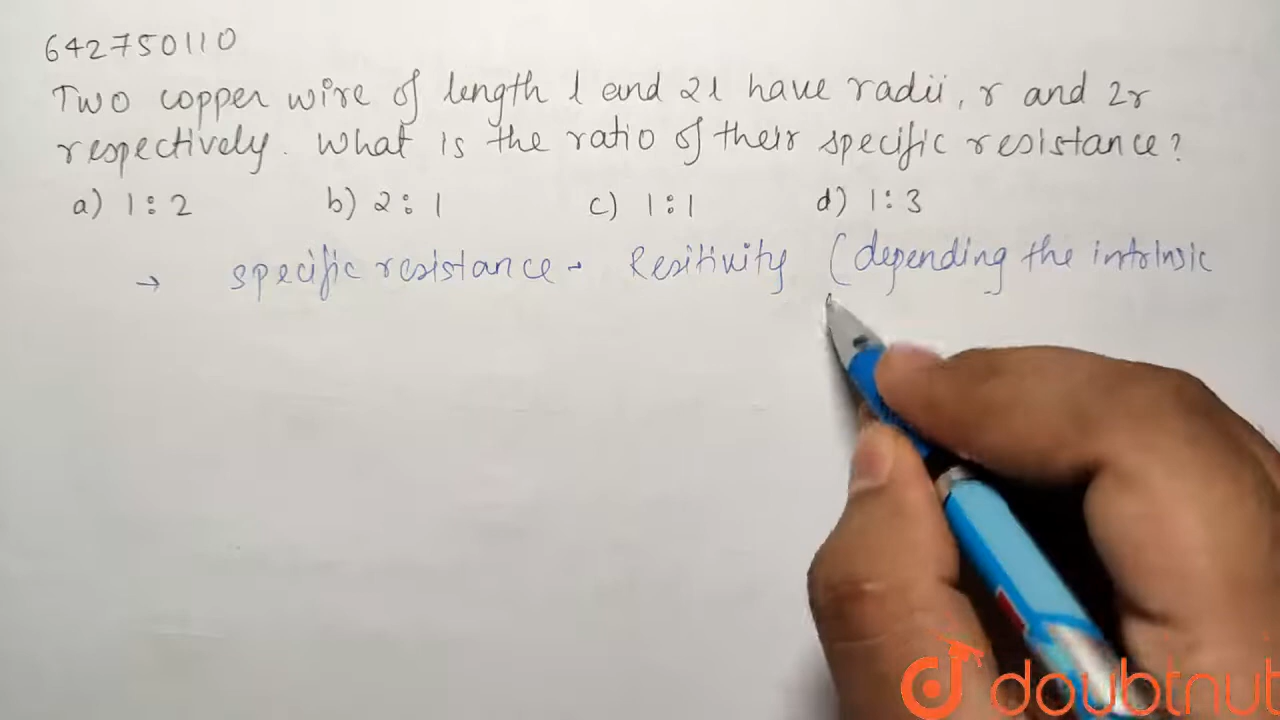 642750110
Two copper wire of length l and 2l have radii, r and 2r
respectively. What is the ratio of their specific resistance?
a) 1:2 b) 2:1 c) 1:1 d) 1:3
→ specific resistance - Resitivity (depending the intrinsic
doubtnut